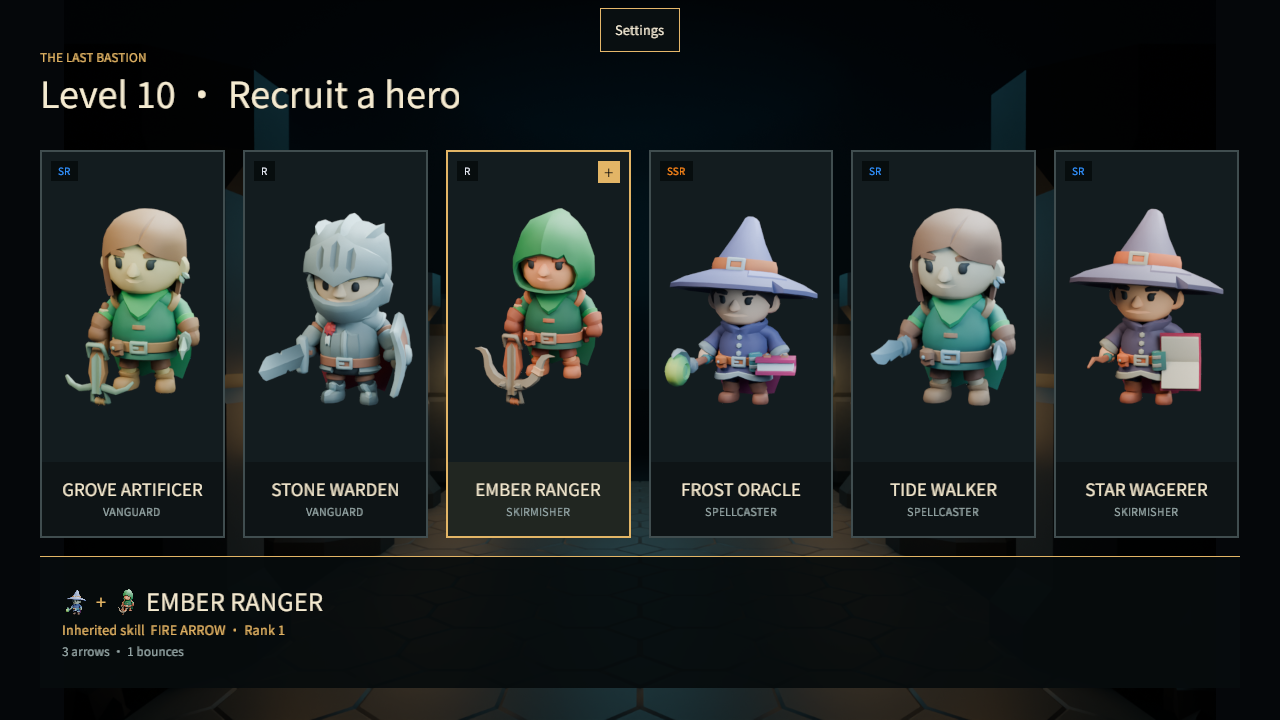 Settings
THE LAST BASTION
Level 10 • Recruit a hero
SR
R
R
+
SSR
SR
SR
GROVE ARTIFICER
VANGUARD
STONE WARDEN
VANGUARD
EMBER RANGER
SKIRMISHER
FROST ORACLE
SPELLCASTER
TIDE WALKER
SPELLCASTER
STAR WAGERER
SKIRMISHER
+ EMBER RANGER
Inherited skill FIRE ARROW • Rank 1
3 arrows • 1 bounces